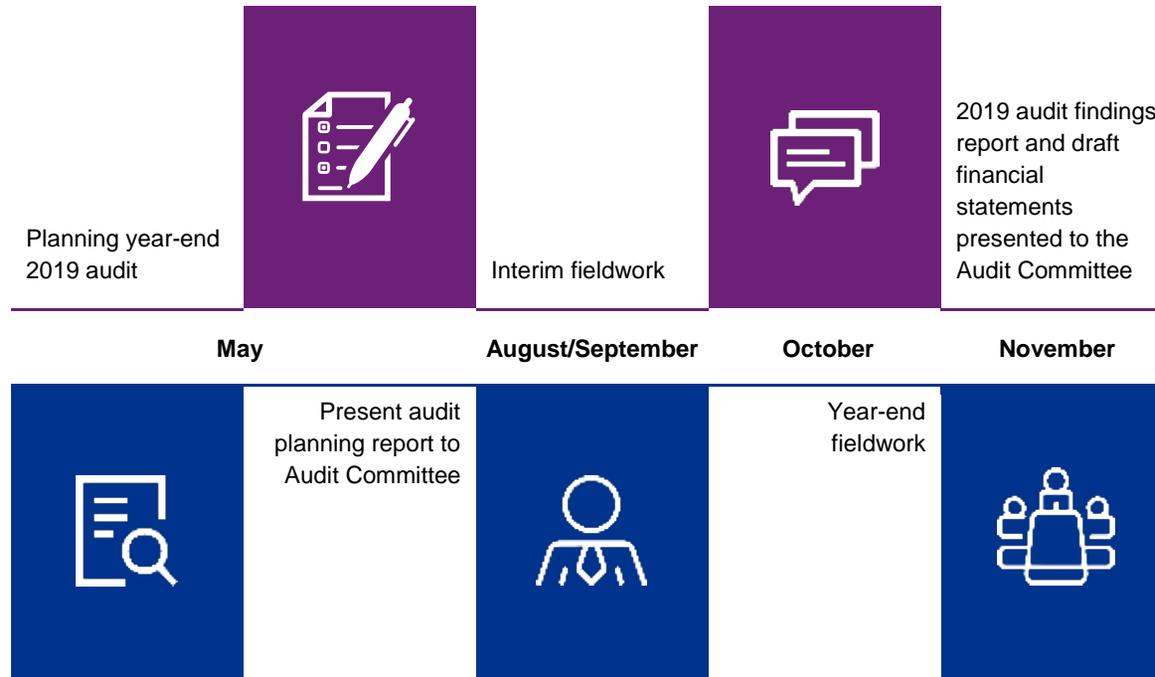 Planning year-end
2019 audit
Interim fieldwork
2019 audit findings
report and draft
financial
statements
presented to the
Audit Committee
May
August/September
October
November
Present audit
planning report to
Audit Committee
Year-end
fieldwork